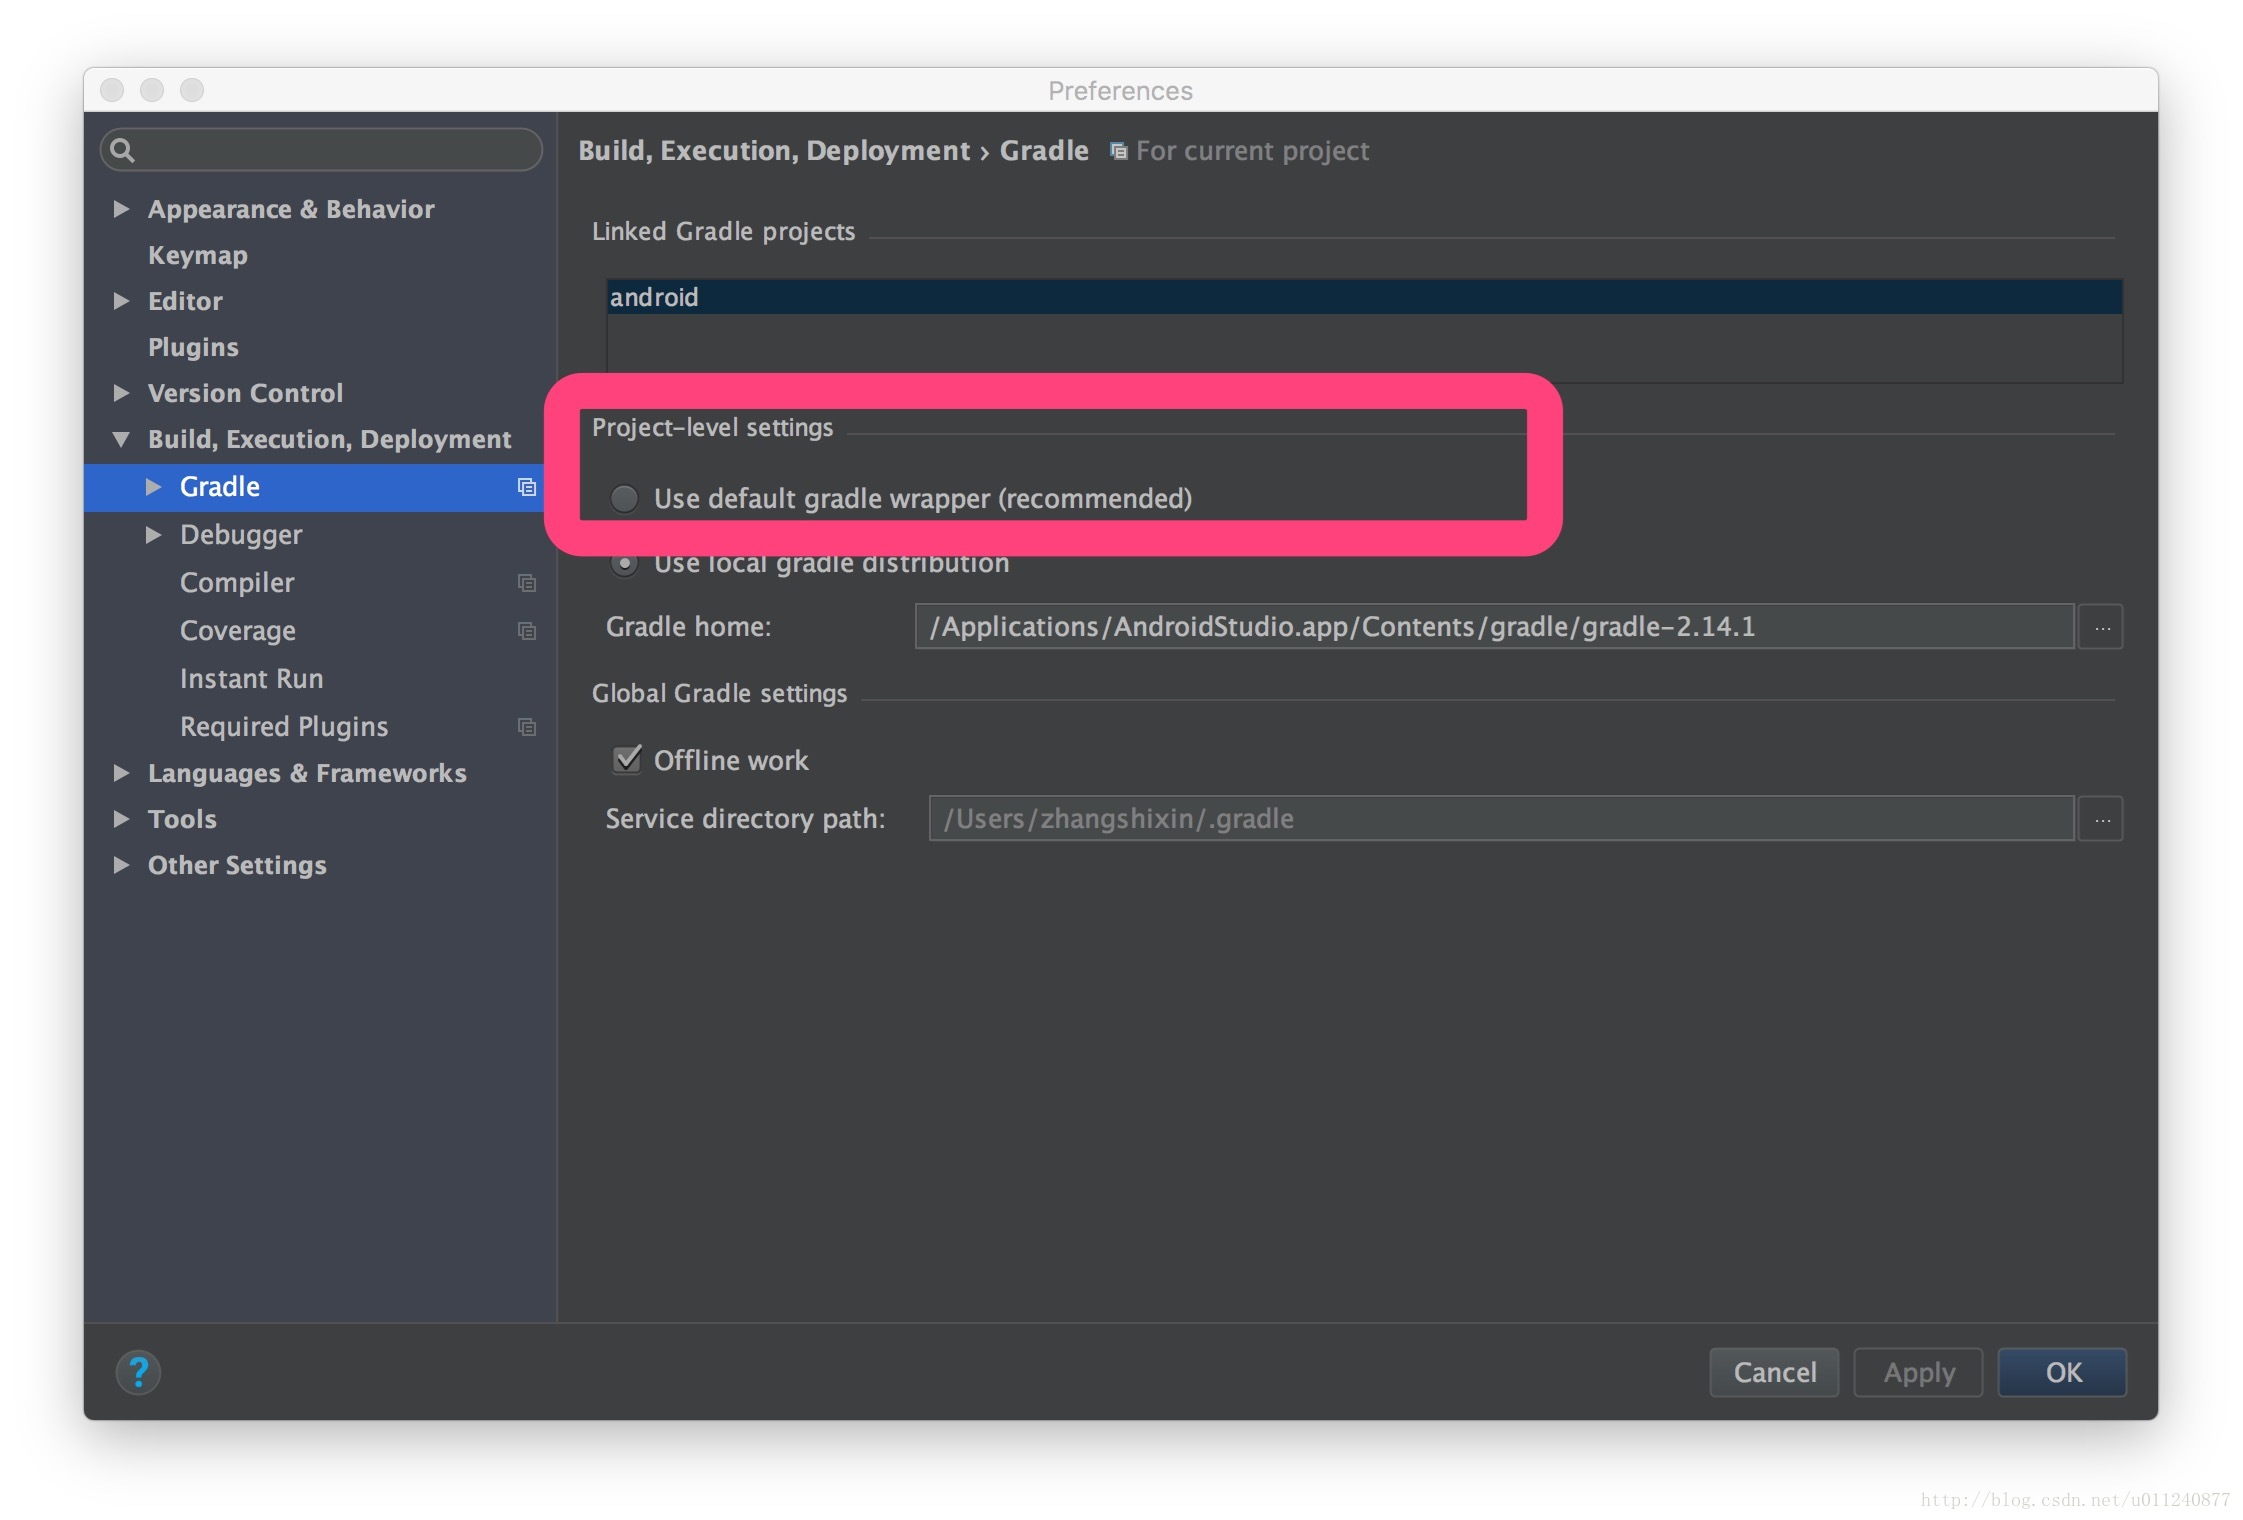 Preferences
Appearance & Behavior
Keymap
Editor
Plugins
Version Control
Build, Execution, Deployment
Gradle
Debugger
Compiler
Coverage
Instant Run
Required Plugins
Languages & Frameworks
Tools
Other Settings
Build, Execution, Deployment › Gradle For current project
Linked Gradle projects
android
Project-level settings
Use default gradle wrapper (recommended)
Use local gradle distribution
Gradle home: /Applications/AndroidStudio.app/Contents/gradle/gradle-2.14.1 ...
Global Gradle settings
Offline work
Service directory path: /Users/zhangshixin/.gradle ...
? Cancel Apply OK
http://blog.csdn.net/u011240877